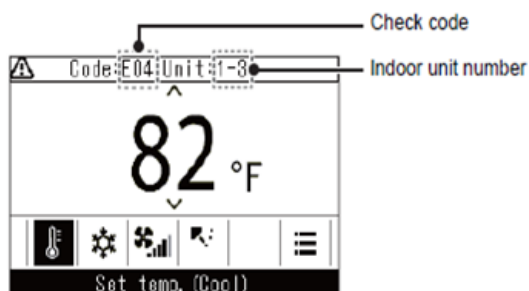 Check code
Code:E04 Unit:1-3
Indoor unit number
82 °F
Set temp.(Cool)